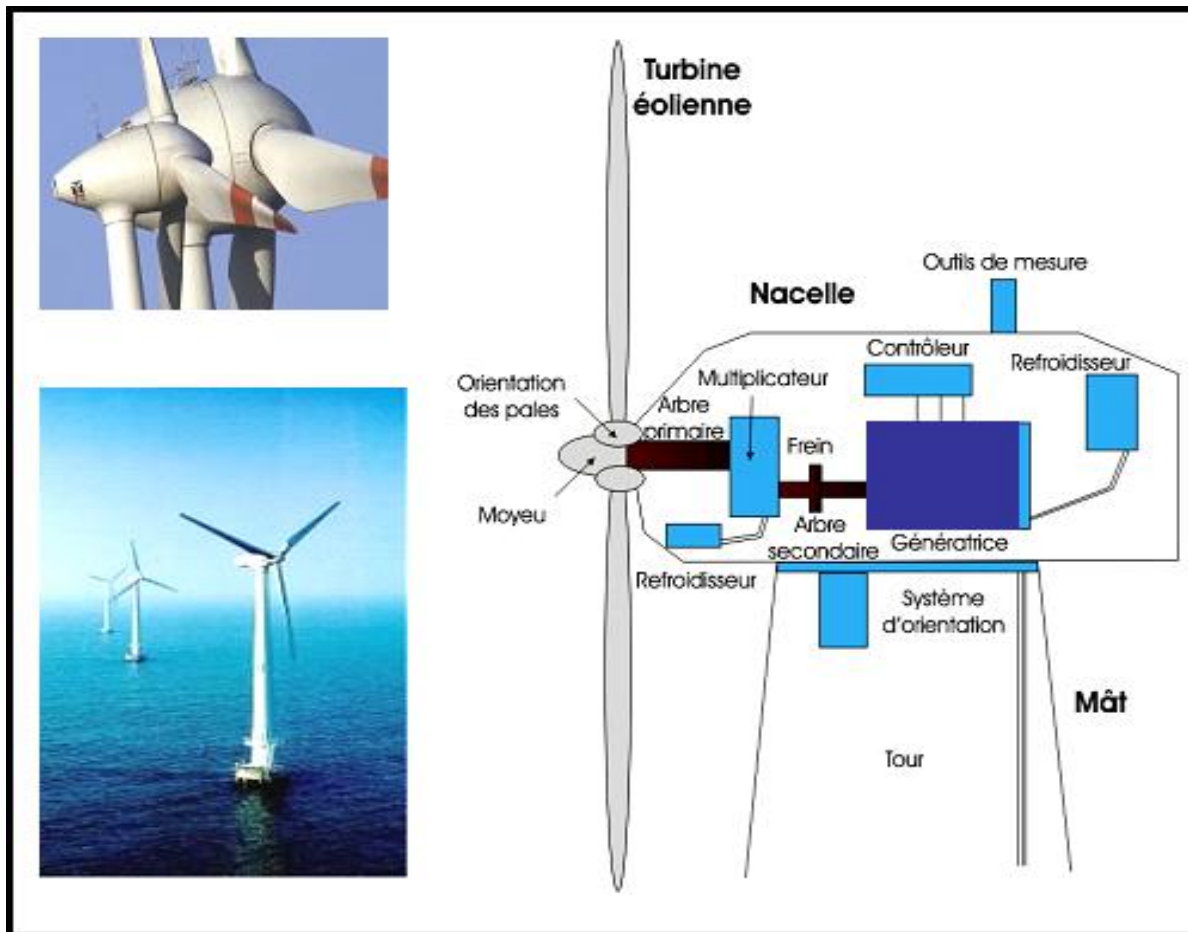 Turbine
éolienne
Outils de mesure
Nacelle
Contrôleur
Refroidisseur
Multiplicateur
Orientation
des pales
Arbre
primaire
Frein
Moyeu
Arbre
secondaire
Génératrice
Refroidisseur
Système
d'orientation
Mât
Tour